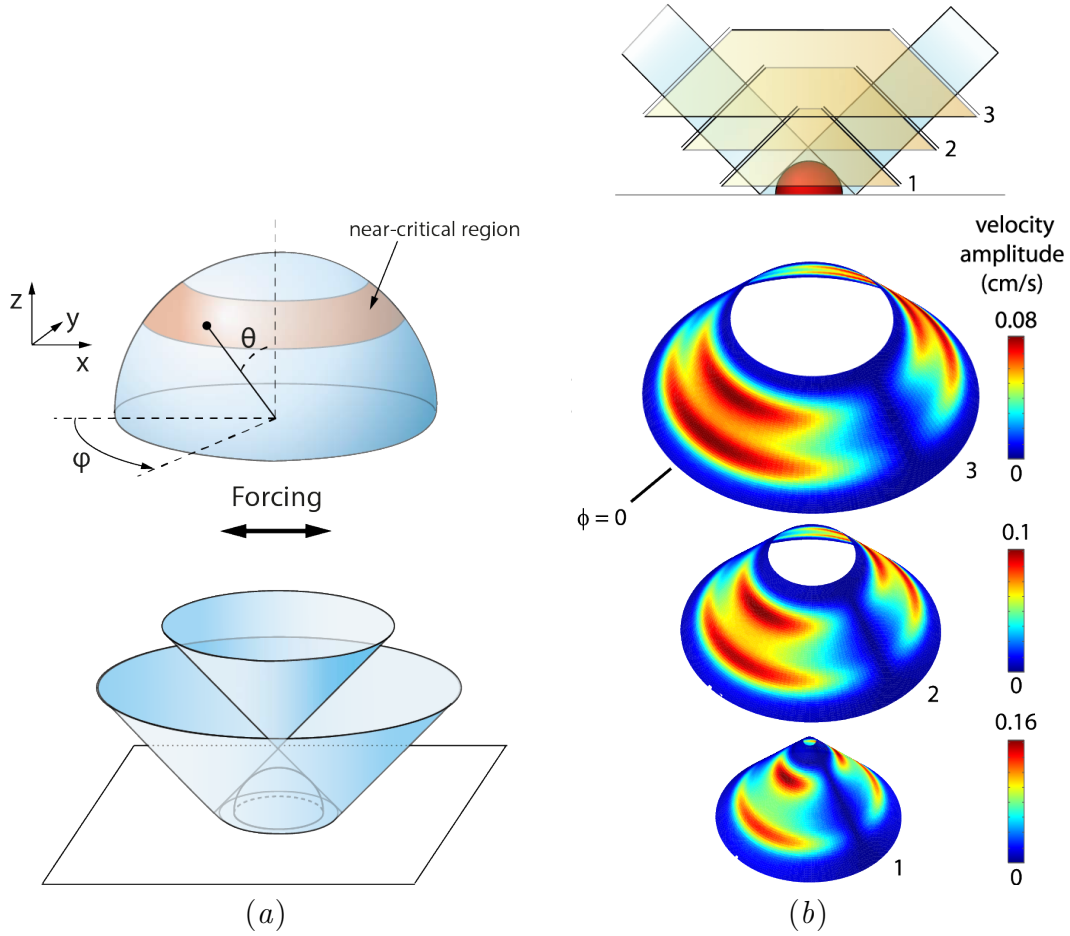 near-critical region
z
y
x
θ
φ
Forcing
(a)
3
2
1
velocity
amplitude
(cm/s)
0.08
0
3
ϕ = 0
0.1
0
2
0.16
0
1
(b)